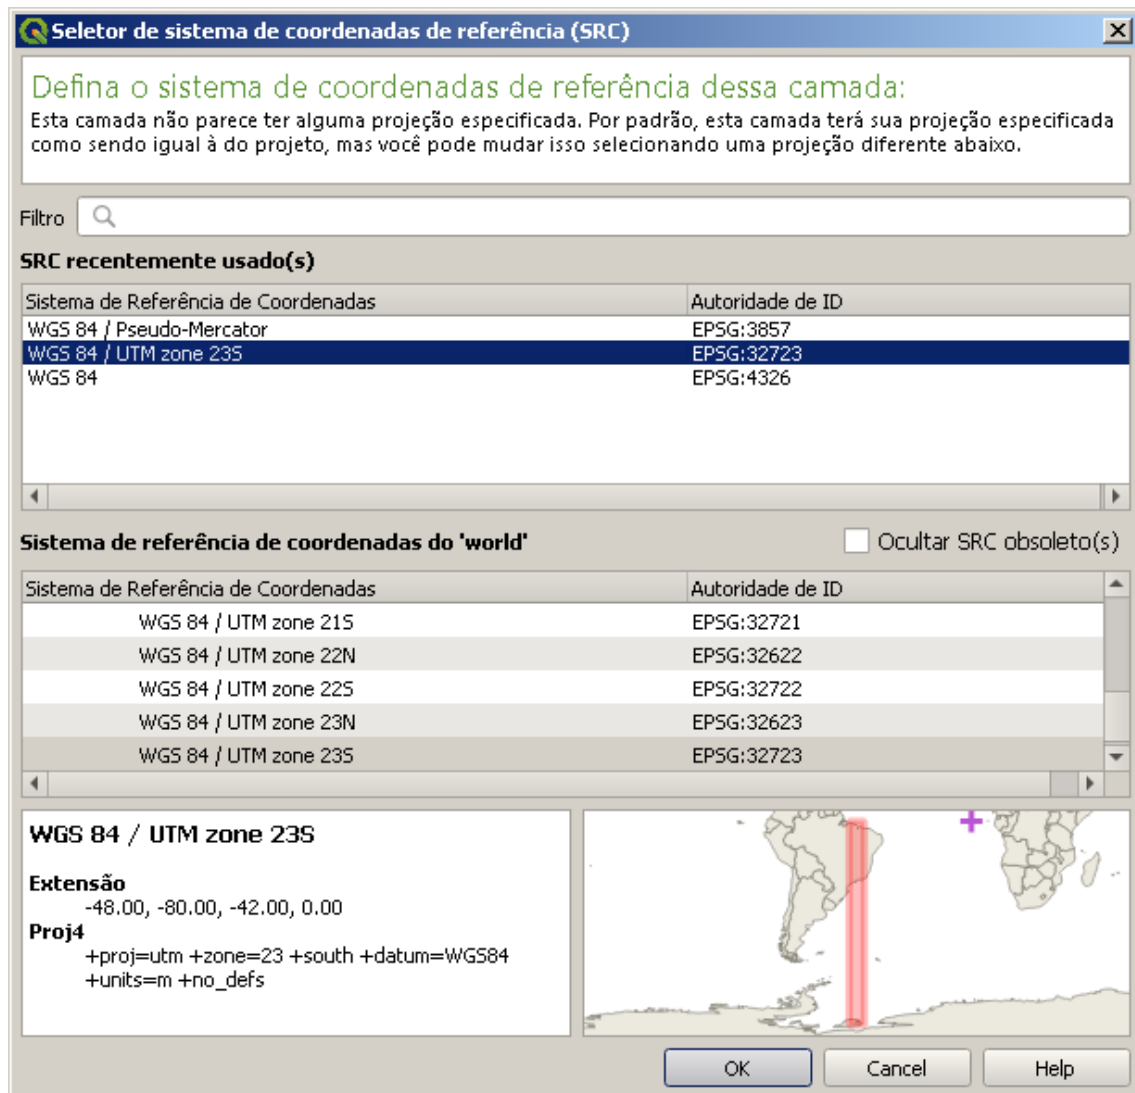 Seletor de sistema de coordenadas de referência (SRC)
Defina o sistema de coordenadas de referência dessa camada:
Esta camada não parece ter alguma projeção especificada. Por padrão, esta camada terá sua projeção especificada
como sendo igual à do projeto, mas você pode mudar isso selecionando uma projeção diferente abaixo.
Filtro
SRC recentemente usado(s)
Sistema de Referência de Coordenadas Autoridade de ID
WGS 84 / Pseudo-Mercator EPSG:3857
WGS 84 / UTM zone 23S EPSG:32723
WGS 84 EPSG:4326
Sistema de referência de coordenadas do 'world' Ocultar SRC obsoleto(s)
Sistema de Referência de Coordenadas Autoridade de ID
WGS 84 / UTM zone 21S EPSG:32721
WGS 84 / UTM zone 22N EPSG:32622
WGS 84 / UTM zone 22S EPSG:32722
WGS 84 / UTM zone 23N EPSG:32623
WGS 84 / UTM zone 23S EPSG:32723
WGS 84 / UTM zone 23S
Extensão
-48.00, -80.00, -42.00, 0.00
Proj4
+proj=utm +zone=23 +south +datum=WGS84
+units=m +no_defs
OK Cancel Help